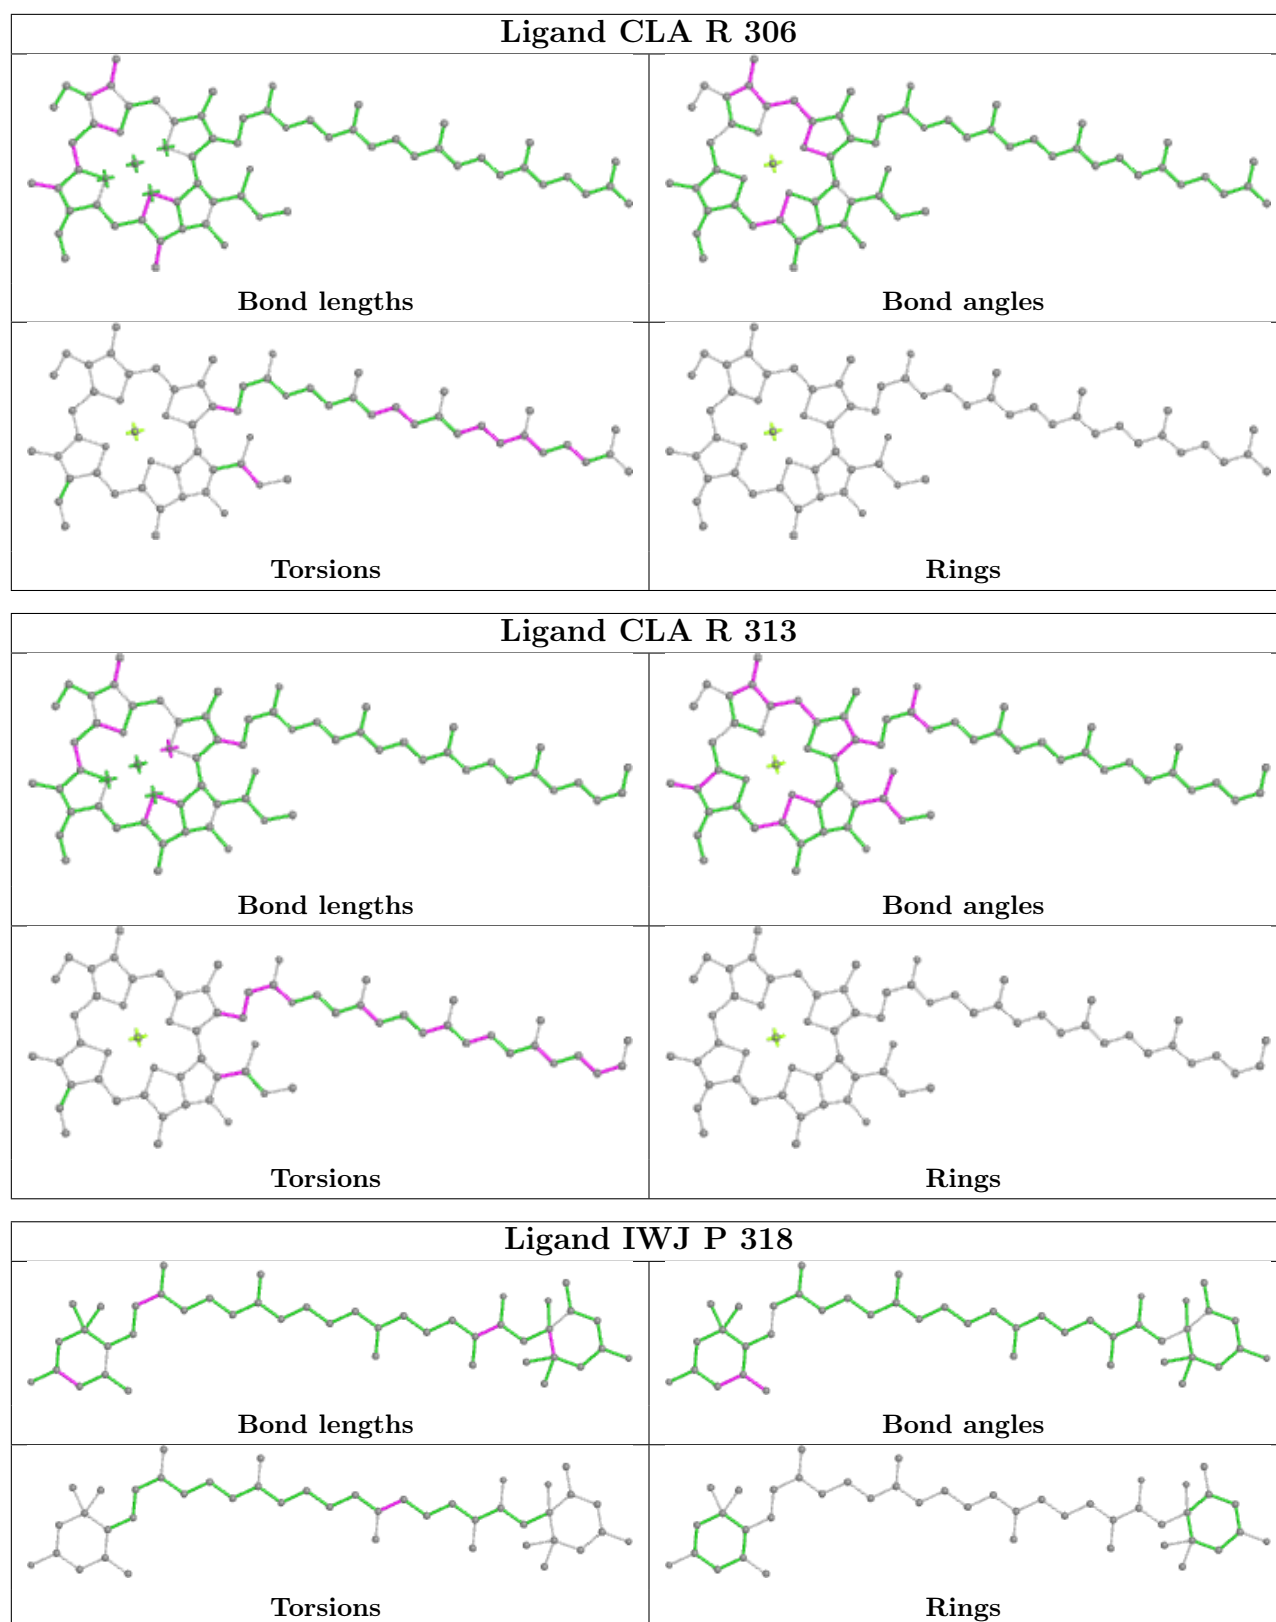 Ligand CLA R 306
Bond lengths
Bond angles
Torsions
Rings
Ligand CLA R 313
Bond lengths
Bond angles
Torsions
Rings
Ligand IWJ P 318
Bond lengths
Bond angles
Torsions
Rings